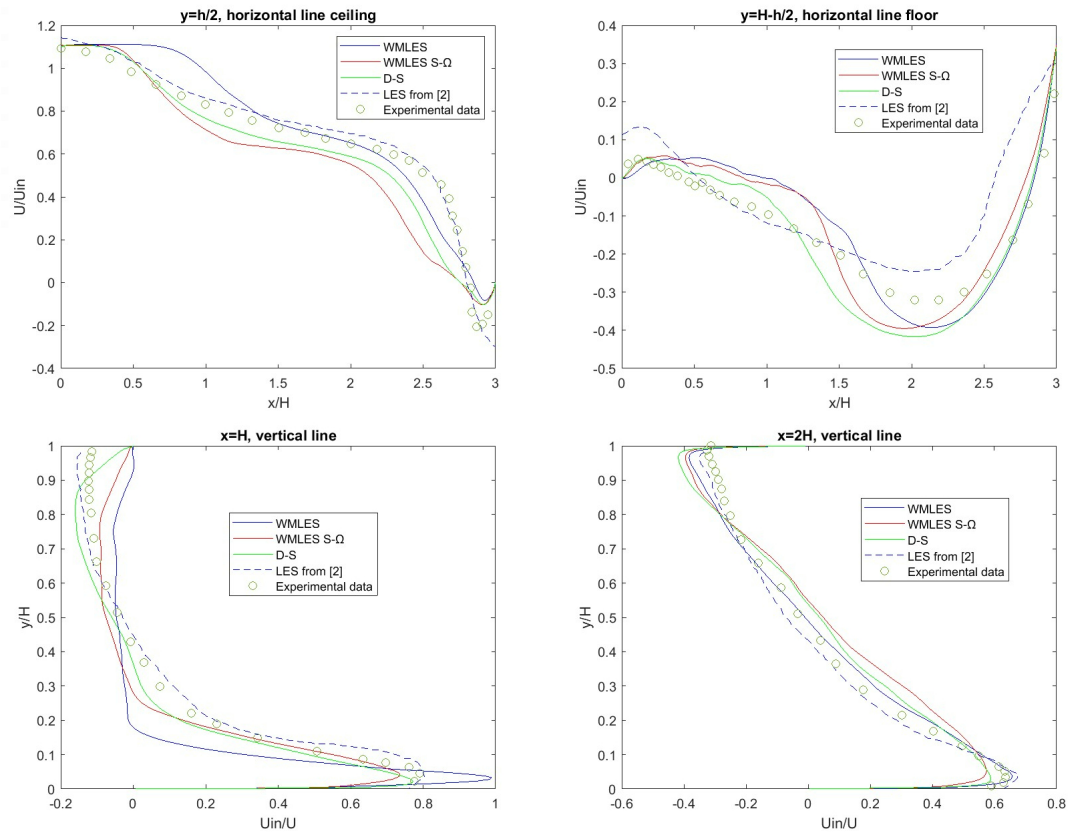 y=h/2, horizontal line ceiling
1.2
1
0.8
0.6
0.4
0.2
0
-0.2
-0.4
U/Uin
WMLES
WMLES S-Ω
D-S
LES from [2]
Experimental data
0 0.5 1 1.5 2 2.5 3
x/H
y=H-h/2, horizontal line floor
0.4
0.3
0.2
0.1
0
-0.1
-0.2
-0.3
-0.4
-0.5
U/Uin
WMLES
WMLES S-Ω
D-S
LES from [2]
Experimental data
0 0.5 1 1.5 2 2.5 3
x/H
x=H, vertical line
1
0.9
0.8
0.7
0.6
0.5
0.4
0.3
0.2
0.1
0
y/H
WMLES
WMLES S-Ω
D-S
LES from [2]
Experimental data
-0.2 0 0.2 0.4 0.6 0.8 1
Uin/U
x=2H, vertical line
1
0.9
0.8
0.7
0.6
0.5
0.4
0.3
0.2
0.1
0
y/H
WMLES
WMLES S-Ω
D-S
LES from [2]
Experimental data
-0.6 -0.4 -0.2 0 0.2 0.4 0.6 0.8
Uin/U